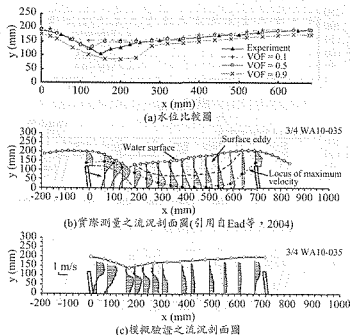 y (mm)
250
200
150
100
50
0
Experiment
VOF = 0.1
VOF = 0.5
VOF = 0.9
0 100 200 300 400 500 600 700
x (mm)
(a)水位比較圖
3/4 WA10-035
y (mm)
300
250
200
150
100
50
0
Water surface
Surface eddy
Locus of maximum velocity
-200 -100 0 100 200 300 400 500 600 700 800 900
x (mm)
(b)實際測量之流況剖面圖(引用自Ead等，2004)
3/4 WA10-035
y (mm)
300
250
200
150
100
50
0
1 m/s
-200 -100 0 100 200 300 400 500 600 700 800 900
x (mm)
(c)模擬驗證之流況剖面圖